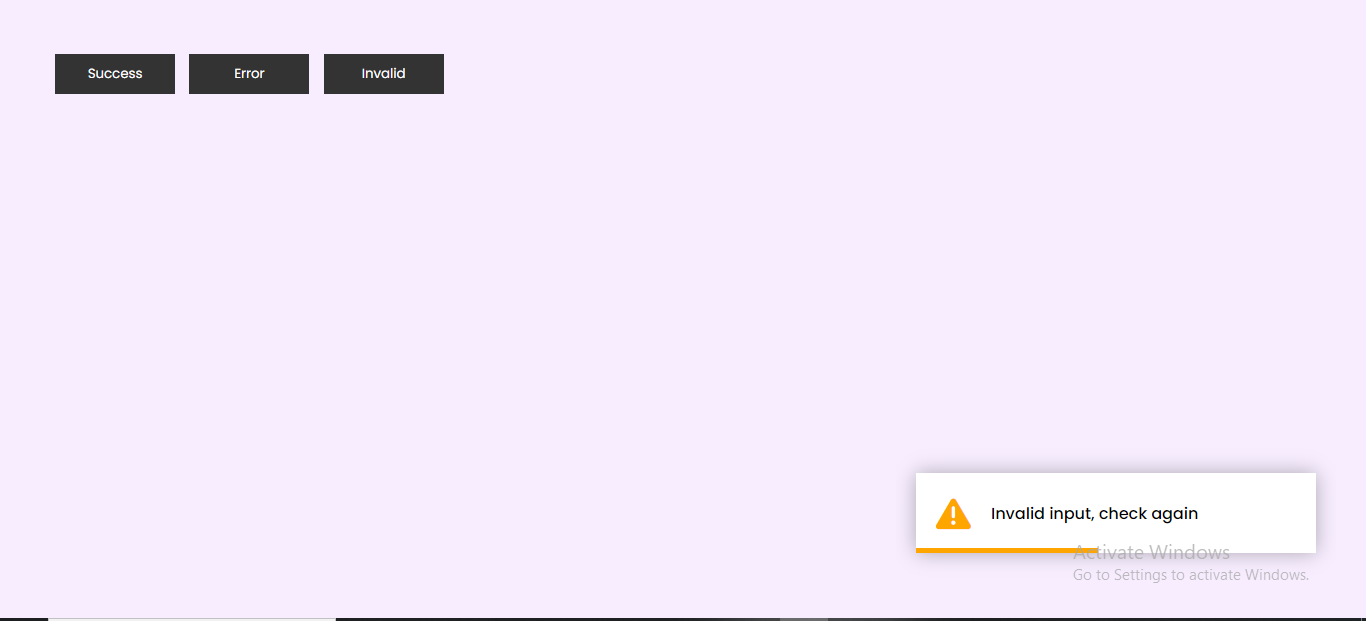 Success
Error
Invalid
Invalid input, check again
Activate Windows
Go to Settings to activate Windows.